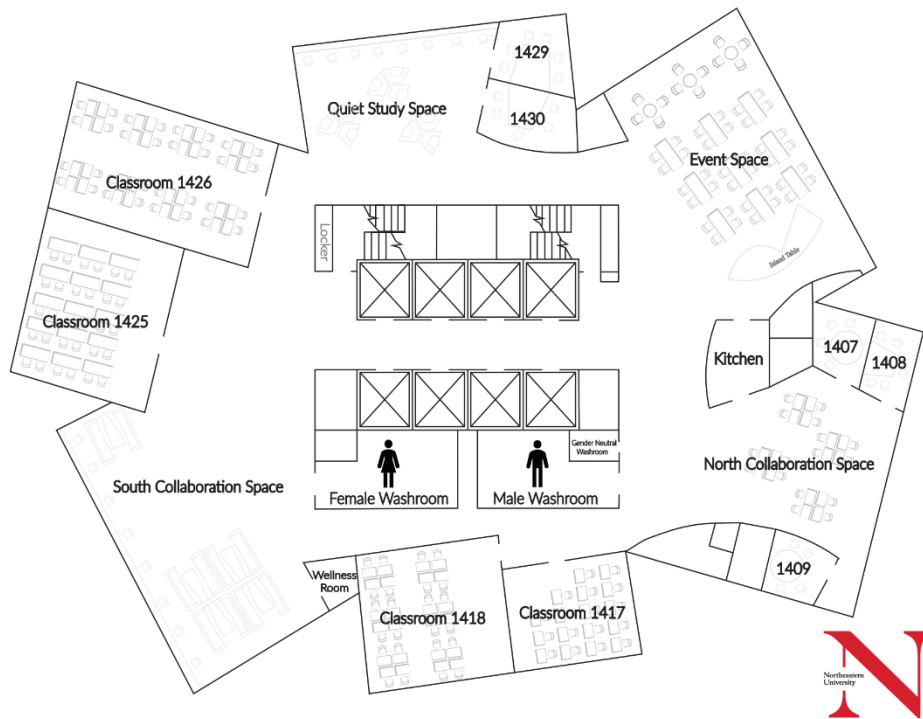 1429
Quiet Study Space
1430
Event Space
Classroom 1426
Locker
Island Table
Classroom 1425
Kitchen
1407
1408
Gender Neutral
Washroom
South Collaboration Space
Female Washroom
Male Washroom
North Collaboration Space
Wellness
Room
1409
Classroom 1418
Classroom 1417
N
Northeastern
University